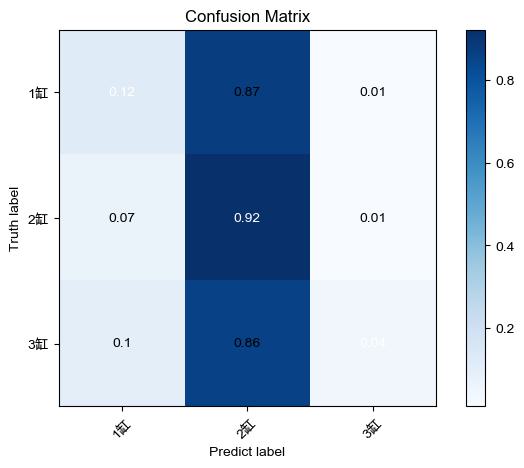 Confusion Matrix
1缸
0.12 0.87 0.01
0.8
0.6
Truth label
2缸
0.07 0.92 0.01
0.4
3缸
0.1 0.86 0.04
0.2
1缸 2缸 3缸
Predict label